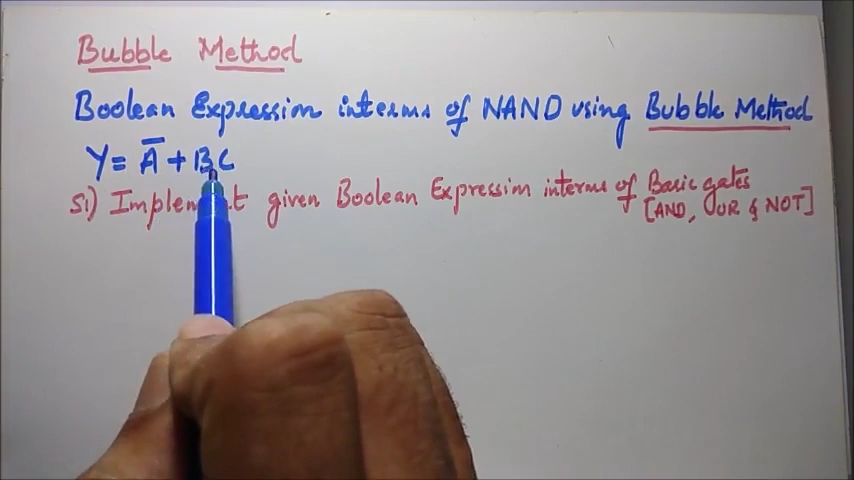 Bubble Method
Boolean Expression interms of NAND using Bubble Method
Y = A̅ + BC
S1) Implement given Boolean Expression interms of Basic gates
[AND, OR & NOT]